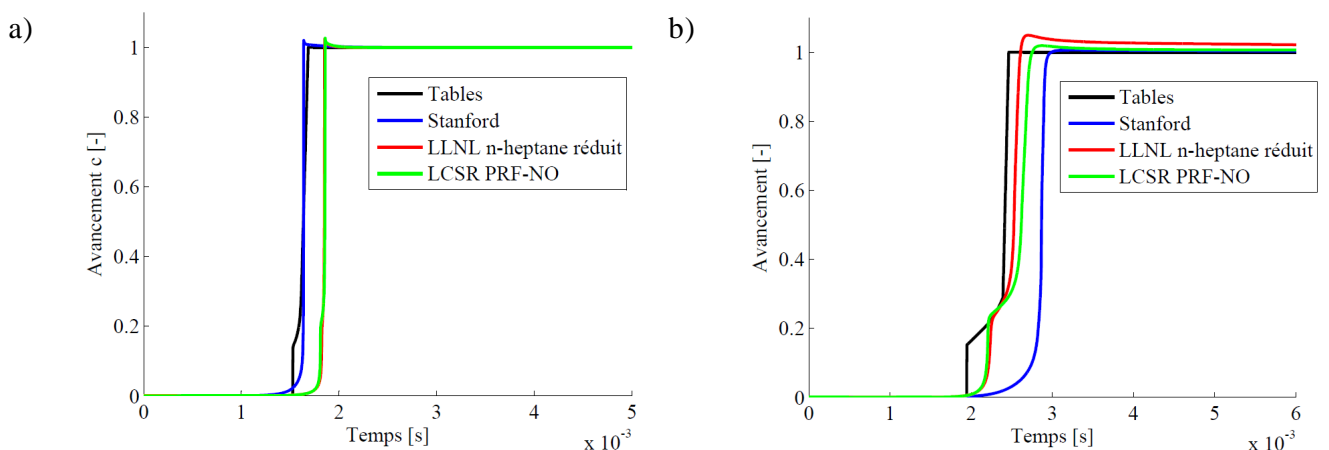 a)
Avancement c [-]
1
0.8
0.6
0.4
0.2
0
Tables
Stanford
LLNL n-heptane réduit
LCSR PRF-NO
0 1 2 3 4 5
Temps [s]
x 10⁻³
b)
Avancement [-]
1
0.8
0.6
0.4
0.2
0
Tables
Stanford
LLNL n-heptane réduit
LCSR PRF-NO
0 1 2 3 4 5 6
Temps [s]
x 10⁻³